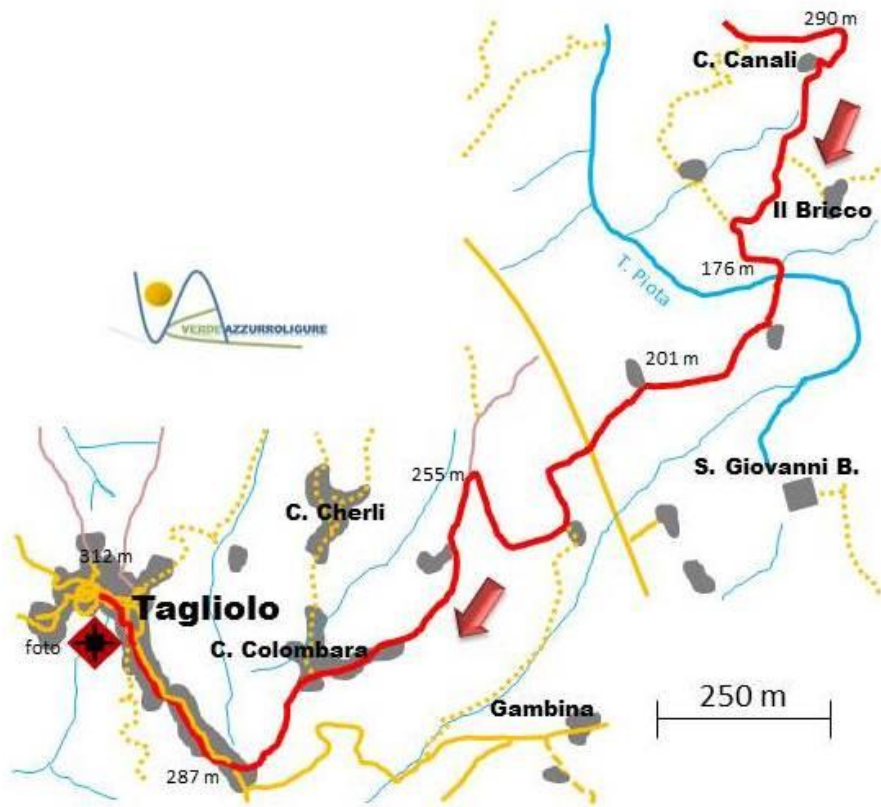 290 m
C. Canali
Il Bricco
176 m
T. Piota
VERDEAZZURROLIGURE
201 m
255 m
S. Giovanni B.
C. Cherli
312 m
Tagliolo
foto
C. Colombara
Gambina
250 m
287 m